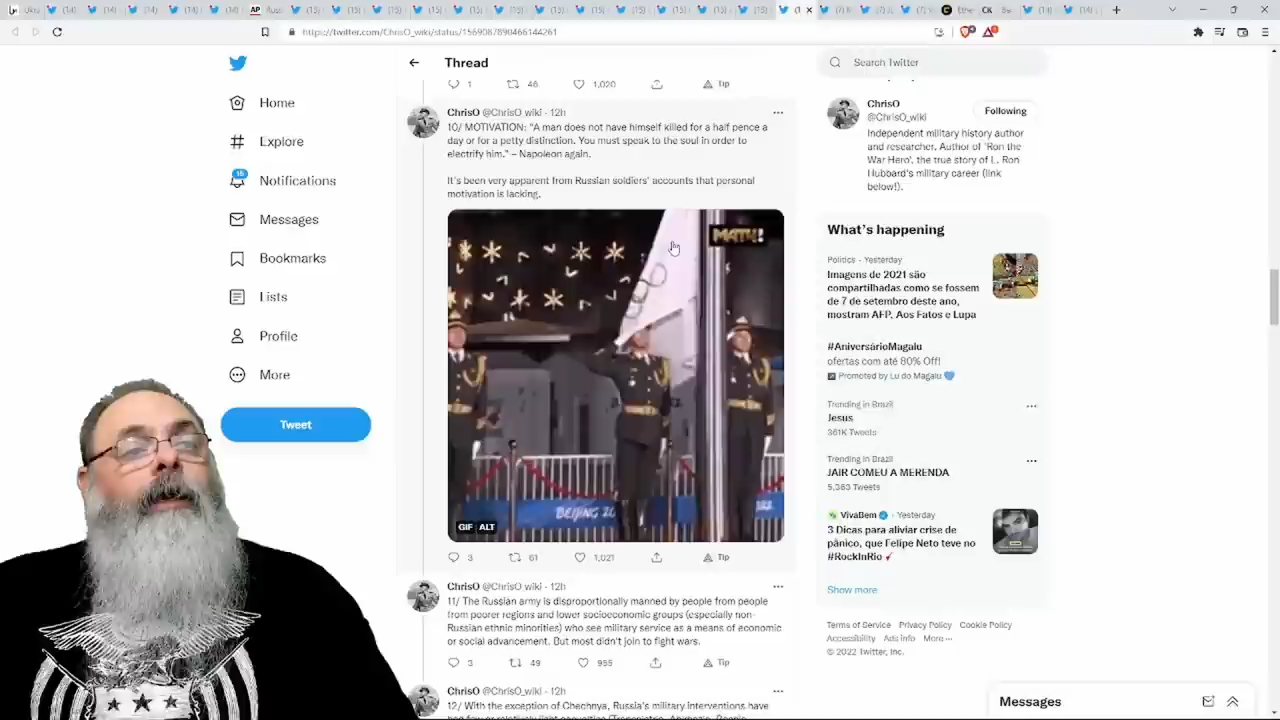 https://twitter.com/ChrisO_wiki/status/1569087890466144261
Home
Explore
15
Notifications
Messages
Bookmarks
Lists
Profile
More
Tweet
Thread
1
46
1,020
Tip
ChrisO @ChrisO_wiki · 12h
10/ MOTIVATION: "A man does not have himself killed for a half pence a
day or for a petty distinction. You must speak to the soul in order to
electrify him." – Napoleon again.
It's been very apparent from Russian soldiers' accounts that personal
motivation is lacking.
MATH!
BEIJING 20
GIF ALT
3
61
1,021
Tip
ChrisO @ChrisO_wiki · 12h
11/ The Russian army is disproportionally manned by people from people
from poorer regions and lower socioeconomic groups (especially non-
Russian ethnic minorities) who see military service as a means of economic
or social advancement. But most didn't join to fight wars.
3
49
955
Tip
ChrisO @ChrisO_wiki · 12h
12/ With the exception of Chechnya, Russia's military interventions have
Search Twitter
ChrisO
@ChrisO_wiki
Following
Independent military history author
and researcher. Author of 'Ron the
War Hero', the true story of L. Ron
Hubbard's military career (link
below!).
What's happening
Politics · Yesterday
Imagens de 2021 são
compartilhadas como se fossem
de 7 de setembro deste ano,
mostram AFP, Aos Fatos e Lupa
#AniversárioMagalu
ofertas com até 80% Off!
Promoted by Lu do Magalu
Trending in Brazil
Jesus
361K Tweets
Trending in Brazil
JAIR COMEU A MERENDA
5,363 Tweets
VivaBem · Yesterday
3 Dicas para aliviar crise de
pânico, que Felipe Neto teve no
#RockInRio
Show more
Terms of Service Privacy Policy Cookie Policy
Accessibility Ads info More ···
© 2022 Twitter, Inc.
Messages